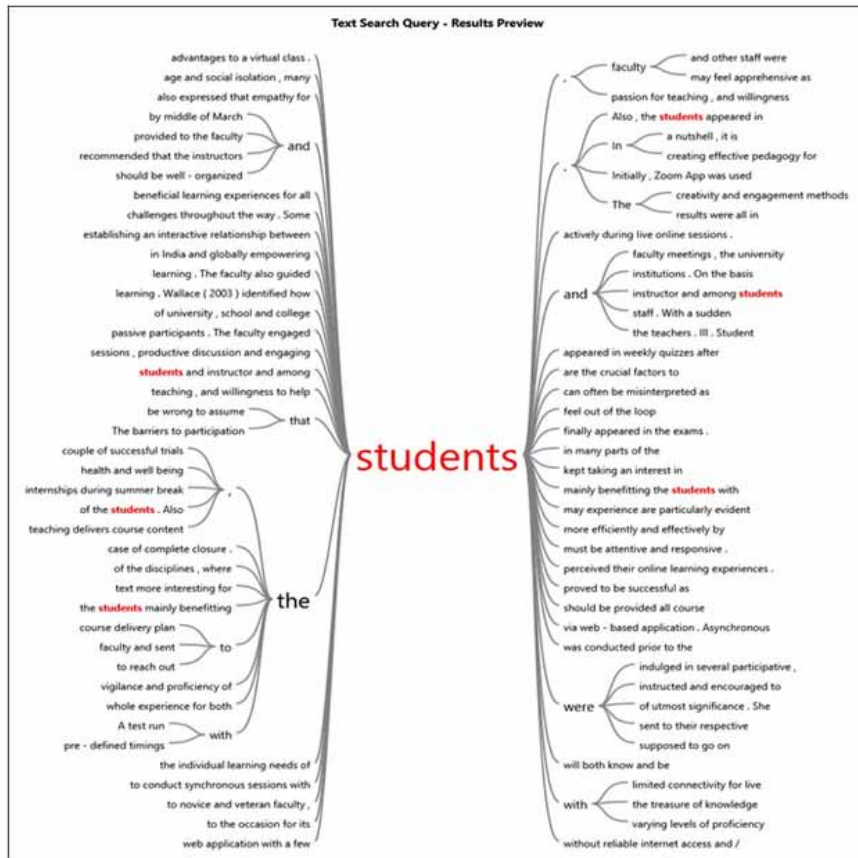 Text Search Query - Results Preview
advantages to a virtual class .
age and social isolation , many
also expressed that empathy for
by middle of March
provided to the faculty
recommended that the instructors
should be well - organized
and
beneficial learning experiences for all
challenges throughout the way . Some
establishing an interactive relationship between
in India and globally empowering
learning . The faculty also guided
learning . Wallace ( 2003 ) identified how
of university , school and college
passive participants . The faculty engaged
sessions , productive discussion and engaging
students and instructor and among
teaching , and willingness to help
be wrong to assume
The barriers to participation
that
couple of successful trials
health and well being
internships during summer break
of the students . Also
teaching delivers course content
,
case of complete closure .
of the disciplines , where
text more interesting for
the students mainly benefitting
the
course delivery plan
faculty and sent
to reach out
to
vigilance and proficiency of
whole experience for both
A test run
pre - defined timings
with
the individual learning needs of
to conduct synchronous sessions with
to novice and veteran faculty ,
to the occasion for its
web application with a few
students
,
faculty
and other staff were
may feel apprehensive as
passion for teaching , and willingness
.
Also , the students appeared in
In
a nutshell , it is
creating effective pedagogy for
Initially , Zoom App was used
The
creativity and engagement methods
results were all in
actively during live online sessions .
and
faculty meetings , the university
institutions . On the basis
instructor and among students
staff . With a sudden
the teachers . III . Student
appeared in weekly quizzes after
are the crucial factors to
can often be misinterpreted as
feel out of the loop
finally appeared in the exams .
in many parts of the
kept taking an interest in
mainly benefitting the students with
may experience are particularly evident
more efficiently and effectively by
must be attentive and responsive .
perceived their online learning experiences .
proved to be successful as
should be provided all course
via web - based application . Asynchronous
was conducted prior to the
were
indulged in several participative ,
instructed and encouraged to
of utmost significance . She
sent to their respective
supposed to go on
will both know and be
with
limited connectivity for live
the treasure of knowledge
varying levels of proficiency
without reliable internet access and /